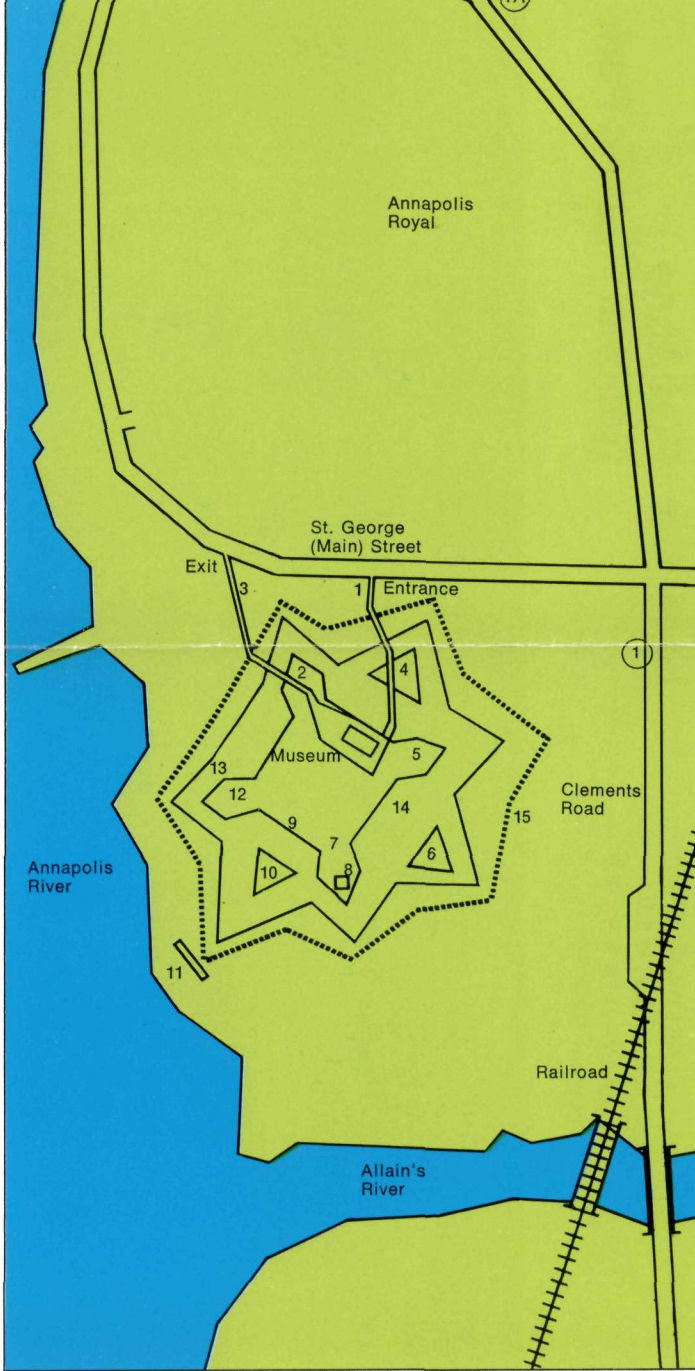 1A
Annapolis
Royal
St. George
(Main) Street
Exit
3
1
Entrance
1
2
4
Museum
5
13
12
14
Clements
Road
9
15
7
6
8
10
Annapolis
River
11
Railroad
Allain's
River